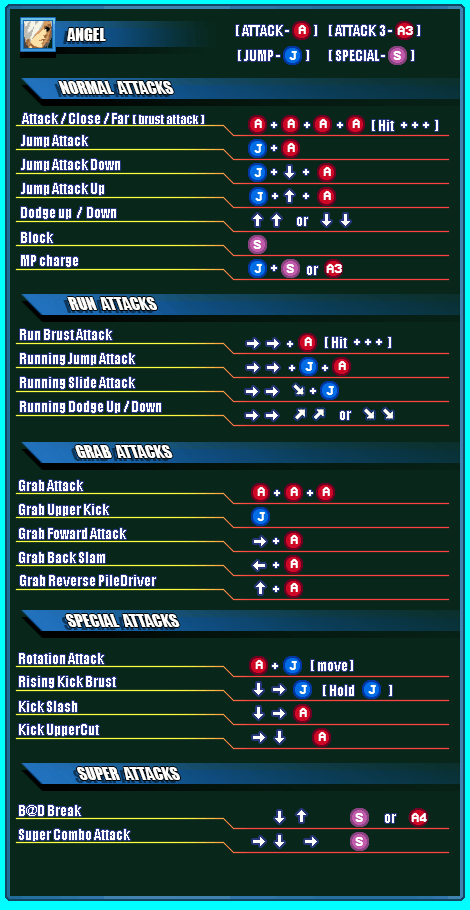 ANGEL [ ATTACK - A ] [ ATTACK 3 - A3 ]
[ JUMP - J ] [ SPECIAL - S ]
NORMAL ATTACKS
Attack / Close / Far [ brust attack ] A + A + A + A [ Hit + + + ]
Jump Attack J + A
Jump Attack Down J + ↓ + A
Jump Attack Up J + ↑ + A
Dodge up / Down ↑ ↑ or ↓ ↓
Block S
MP charge J + S or A3
RUN ATTACKS
Run Brust Attack → → + A [ Hit + + + ]
Running Jump Attack → → + J + A
Running Slide Attack → → ↘ + J
Running Dodge Up / Down → → ↗ ↗ or ↘ ↘
GRAB ATTACKS
Grab Attack A + A + A
Grab Upper Kick J
Grab Foward Attack → + A
Grab Back Slam ← + A
Grab Reverse PileDriver ↑ + A
SPECIAL ATTACKS
Rotation Attack A + J [ move ]
Rising Kick Brust ↓ → J [ Hold J ]
Kick Slash ↓ → A
Kick UpperCut → ↓ A
SUPER ATTACKS
B@D Break ↓ ↑ S or A4
Super Combo Attack → ↓ → S